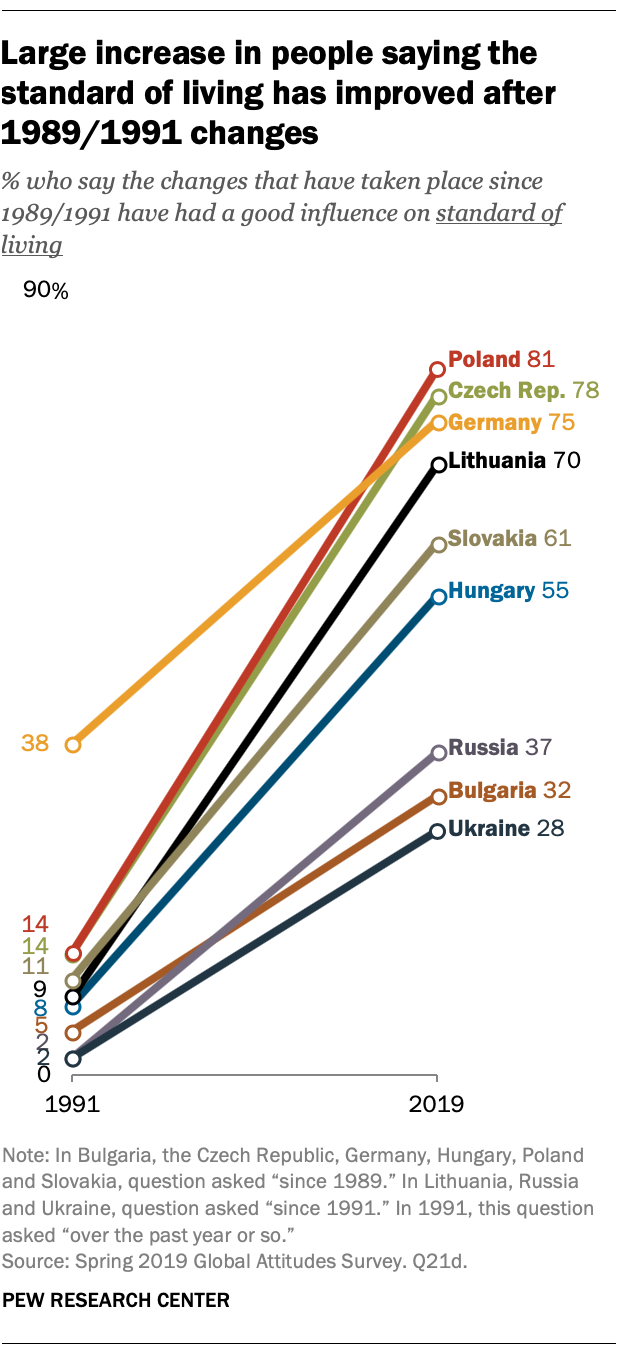 Large increase in people saying the
standard of living has improved after
1989/1991 changes
% who say the changes that have taken place since
1989/1991 have had a good influence on standard of
living
90%
Poland 81
Czech Rep. 78
Germany 75
Lithuania 70
Slovakia 61
Hungary 55
38
Russia 37
Bulgaria 32
Ukraine 28
14
14
11
9
8
5
2
2
0
1991 2019
Note: In Bulgaria, the Czech Republic, Germany, Hungary, Poland
and Slovakia, question asked “since 1989.” In Lithuania, Russia
and Ukraine, question asked “since 1991.” In 1991, this question
asked “over the past year or so.”
Source: Spring 2019 Global Attitudes Survey. Q21d.
PEW RESEARCH CENTER